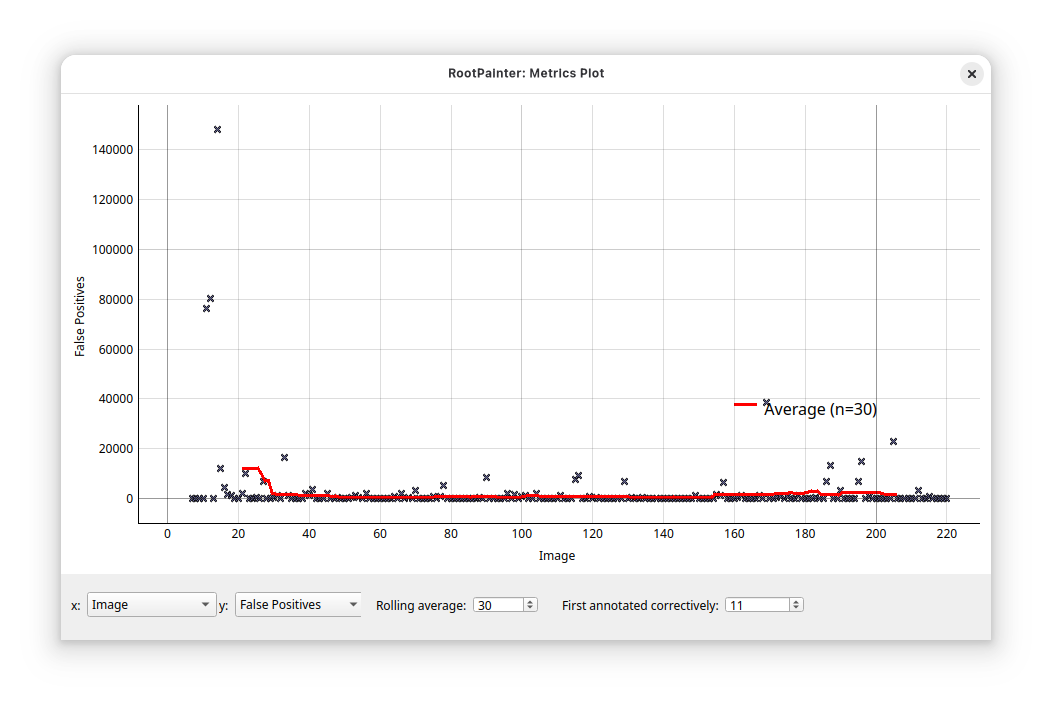 RootPainter: Metrics Plot
140000
120000
100000
80000
60000
40000
20000
0
False Positives
Average (n=30)
0 20 40 60 80 100 120 140 160 180 200 220
Image
x: Image y: False Positives Rolling average: 30 First annotated correctively: 11